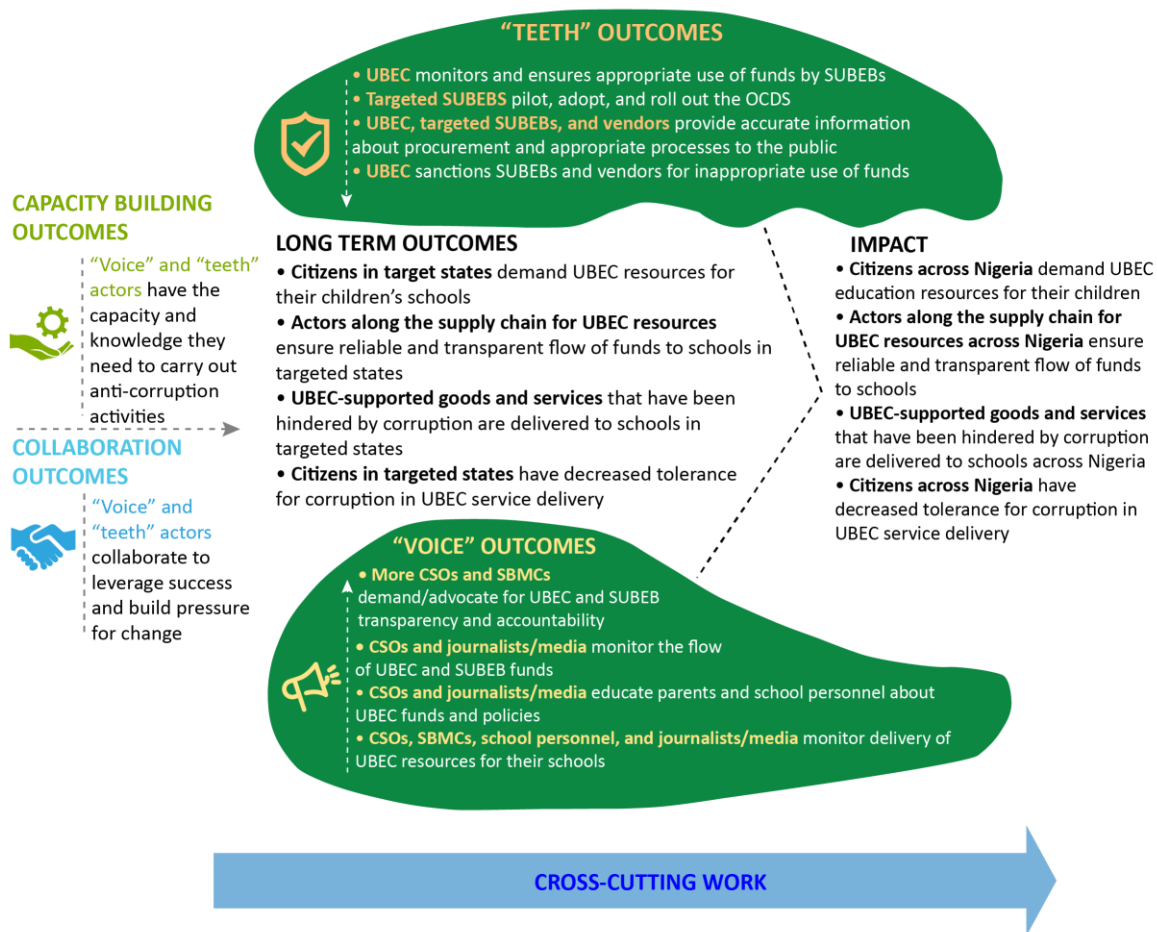 “TEETH” OUTCOMES
• UBEC monitors and ensures appropriate use of funds by SUBEBs
• Targeted SUBEBS pilot, adopt, and roll out the OCDS
• UBEC, targeted SUBEBs, and vendors provide accurate information
about procurement and appropriate processes to the public
• UBEC sanctions SUBEBs and vendors for inappropriate use of funds
CAPACITY BUILDING
OUTCOMES
“Voice” and “teeth”
actors have the
capacity and
knowledge they
need to carry out
anti-corruption
activities
COLLABORATION
OUTCOMES
“Voice” and
“teeth” actors
collaborate to
leverage success
and build pressure
for change
LONG TERM OUTCOMES
• Citizens in target states demand UBEC resources for
their children’s schools
• Actors along the supply chain for UBEC resources
ensure reliable and transparent flow of funds to schools in
targeted states
• UBEC-supported goods and services that have been
hindered by corruption are delivered to schools in
targeted states
• Citizens in targeted states have decreased tolerance
for corruption in UBEC service delivery
IMPACT
• Citizens across Nigeria demand UBEC
education resources for their children
• Actors along the supply chain for
UBEC resources across Nigeria ensure
reliable and transparent flow of funds
to schools
• UBEC-supported goods and services
that have been hindered by corruption
are delivered to schools across Nigeria
• Citizens across Nigeria have
decreased tolerance for corruption in
UBEC service delivery
“VOICE” OUTCOMES
• More CSOs and SBMCs
demand/advocate for UBEC and SUBEB
transparency and accountability
• CSOs and journalists/media monitor the flow
of UBEC and SUBEB funds
• CSOs and journalists/media educate parents and school personnel about
UBEC funds and policies
• CSOs, SBMCs, school personnel, and journalists/media monitor delivery of
UBEC resources for their schools
CROSS-CUTTING WORK